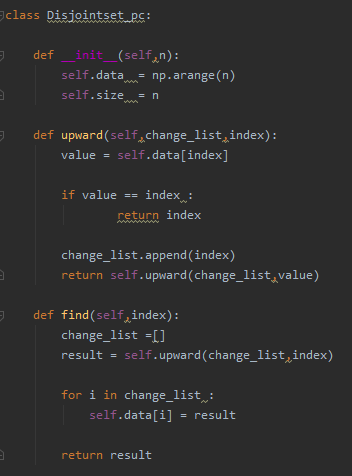 class Disjointset_pc:
    def __init__(self,n):
        self.data  = np.arange(n)
        self.size  = n
    def upward(self,change_list,index):
        value = self.data[index]
        if value == index :
                return index
        change_list.append(index)
        return self.upward(change_list,value)
    def find(self,index):
        change_list =[]
        result = self.upward(change_list,index)
        for i in change_list :
            self.data[i] = result
        return result